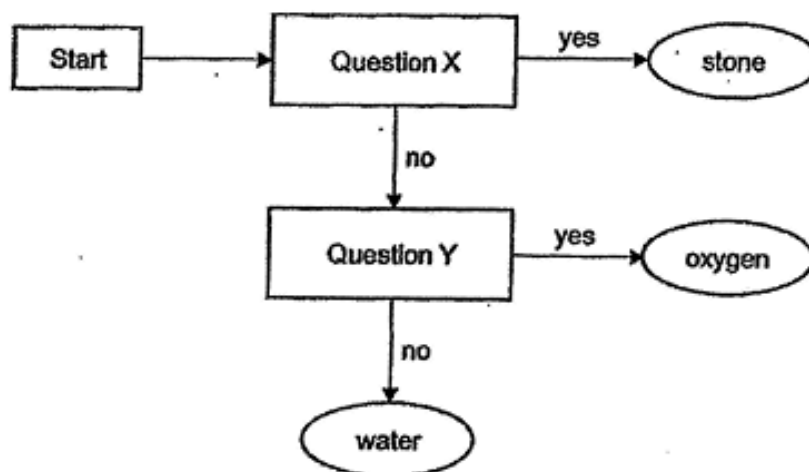 Start
Question X
yes
stone
no
Question Y
yes
oxygen
no
water